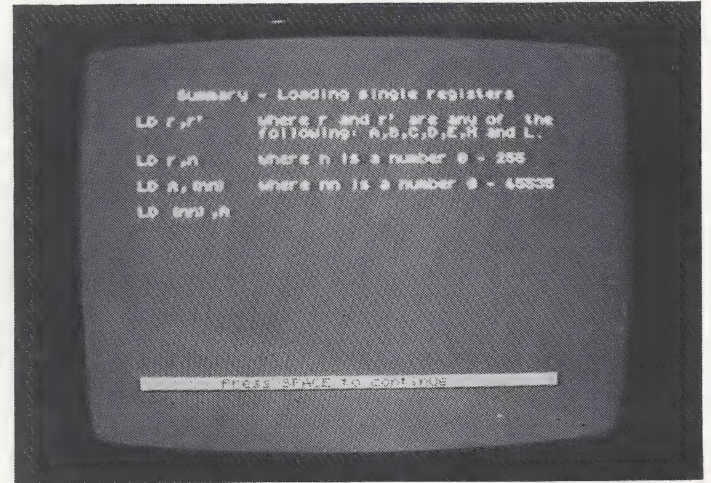 Summary - Loading single registers
LD r,r' where r and r' are any of the
following: A,B,C,D,E,H and L.
LD r,n where n is a number 0 - 255
LD A,(nn) where nn is a number 0 - 65535
LD (nn),A
Press SPACE to continue